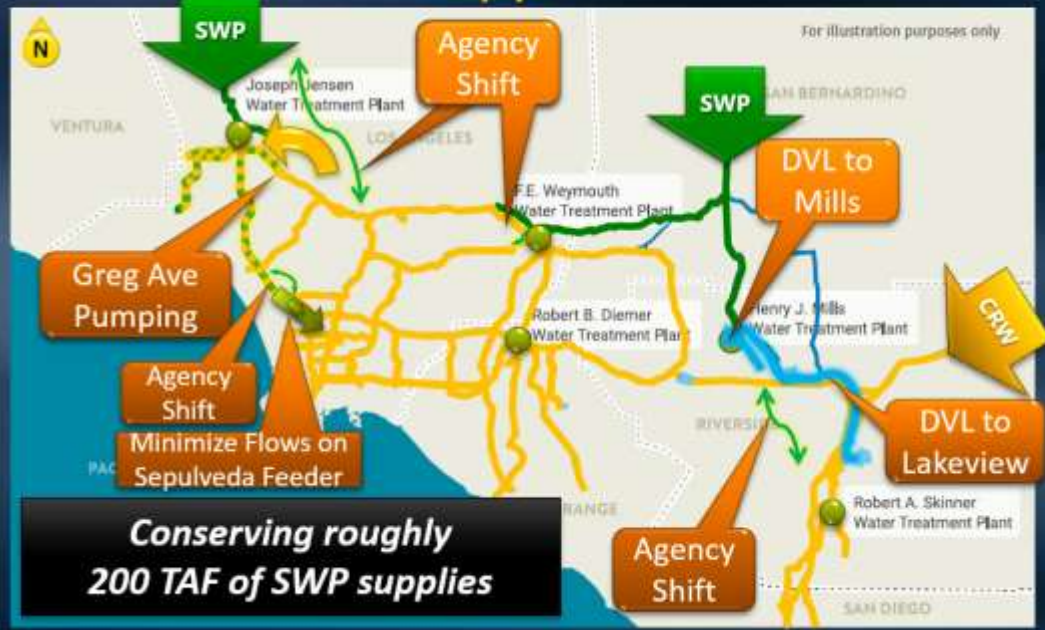 N
SWP
Agency
Shift
For illustration purposes only
Joseph Jensen
Water Treatment Plant
SWP
SAN BERNARDINO
VENTURA
LOS ANGELES
DVL to
Mills
F.E. Weymouth
Water Treatment Plant
Greg Ave
Pumping
Robert B. Diemer
Water Treatment Plant
Henry J. Mills
Water Treatment Plant
CRW
Agency
Shift
Minimize Flows on
Sepulveda Feeder
RIVERSIDE
DVL to
Lakeview
PAC
ORANGE
Robert A. Skinner
Water Treatment Plant
Conserving roughly
200 TAF of SWP supplies
Agency
Shift
SAN DIEGO